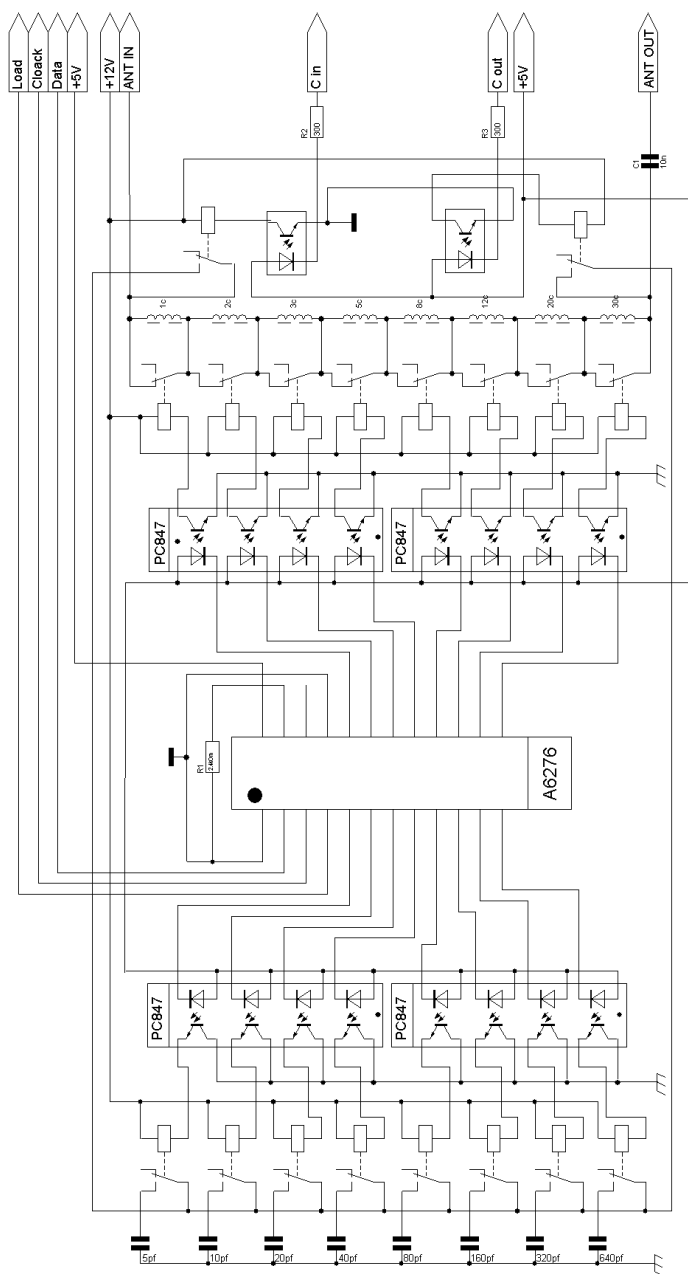 Load
Cloack
Data
+5V
+12V
ANT IN
C in
C out
+5V
ANT OUT
R2
300
R3
300
C1
10n
1c
2c
3c
5c
8c
12c
20c
30c
PC847
PC847
R1
A6276
PC847
PC847
5pf
10pf
20pf
40pf
80pf
160pf
320pf
640pf